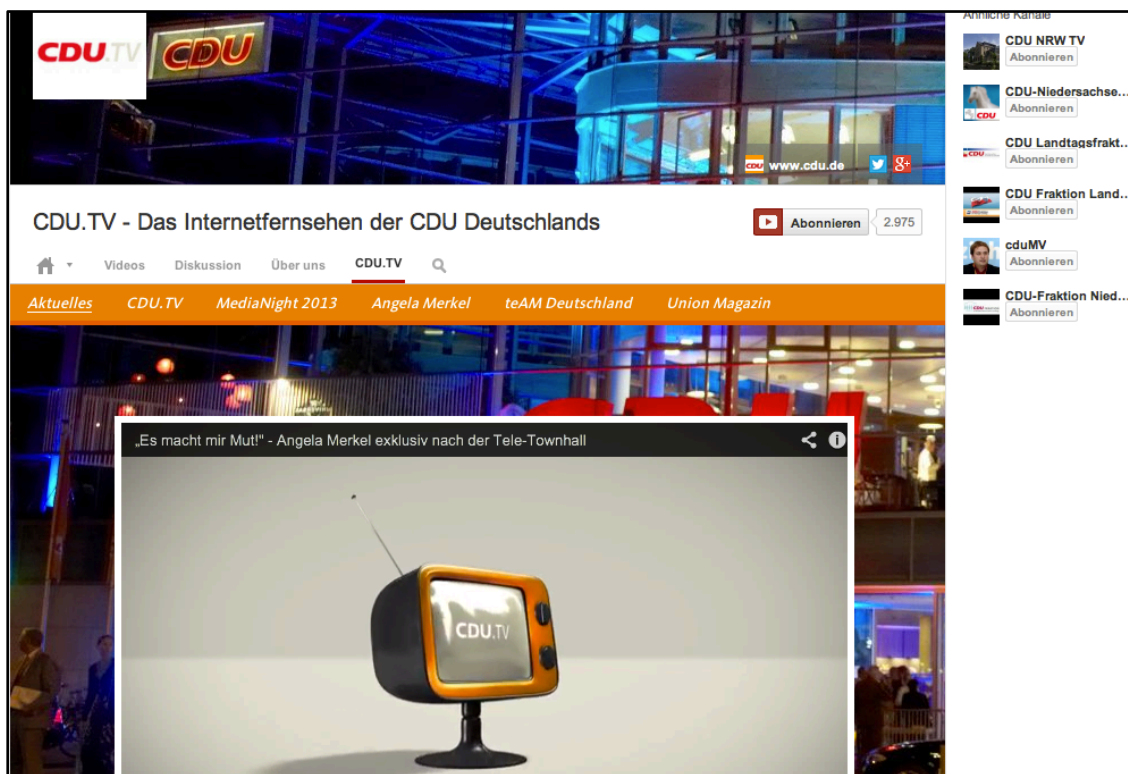 CDU.TV
CDU
CDU www.cdu.de
CDU.TV - Das Internetfernsehen der CDU Deutschlands
Abonnieren 2.975
Videos Diskussion Über uns CDU.TV
Aktuelles CDU.TV MediaNight 2013 Angela Merkel teAM Deutschland Union Magazin
„Es macht mir Mut!" - Angela Merkel exklusiv nach der Tele-Townhall
CDU.TV
Ähnliche Kanäle
CDU NRW TV
Abonnieren
CDU-Niedersachse...
CDU
Abonnieren
CDU Landtagsfrakt...
CDU
Abonnieren
CDU Fraktion Land...
Abonnieren
cduMV
Abonnieren
CDU-Fraktion Nied...
Abonnieren